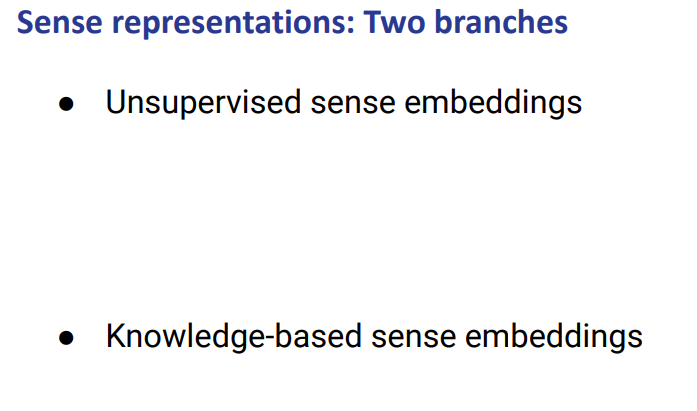 Sense representations: Two branches
● Unsupervised sense embeddings
● Knowledge-based sense embeddings